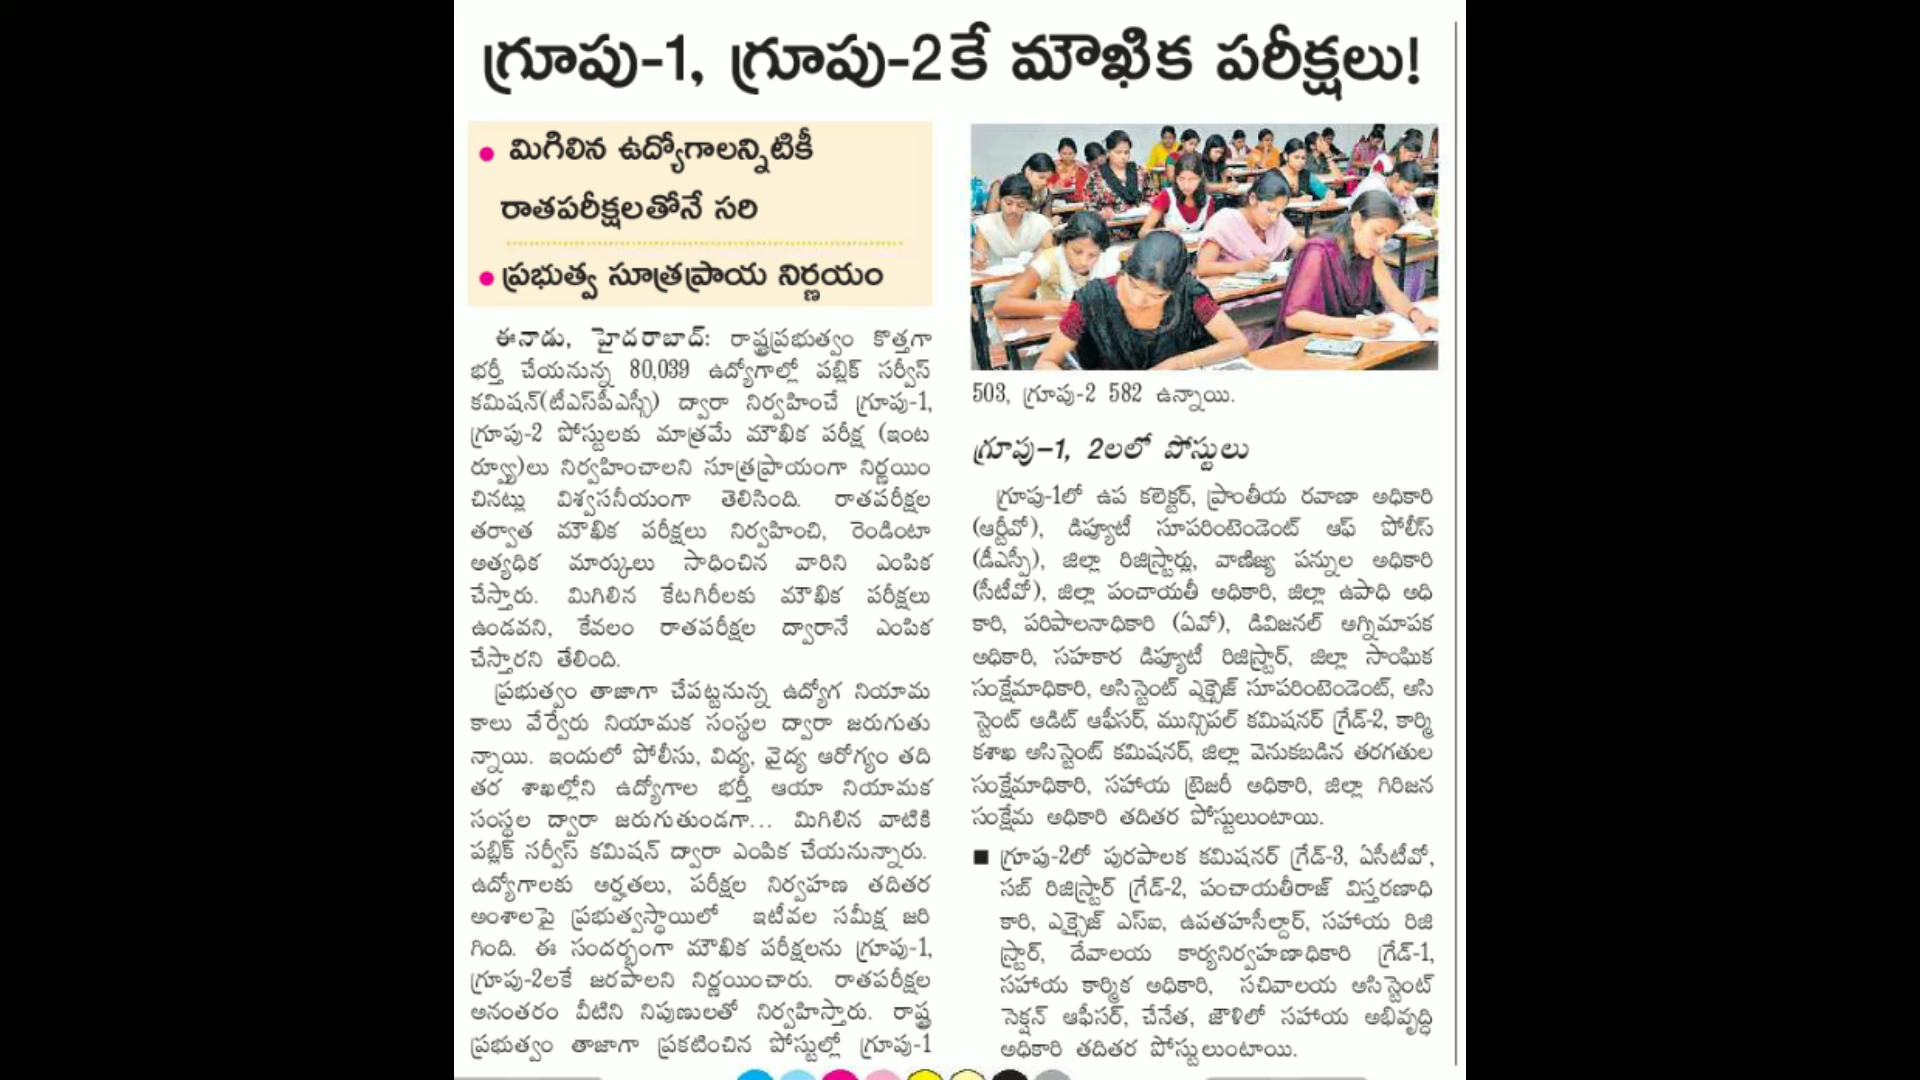 గ్రూపు-1, గ్రూపు-2కే మౌఖిక పరీక్షలు!
● మిగిలిన ఉద్యోగాలన్నిటికీ
రాతపరీక్షలతోనే సరి
● ప్రభుత్వ సూత్రప్రాయ నిర్ణయం
ఈనాడు, హైదరాబాద్: రాష్ట్రప్రభుత్వం కొత్తగా
భర్తీ చేయనున్న 80,039 ఉద్యోగాల్లో పబ్లిక్ సర్వీస్
కమిషన్(టీఎస్‌పీఎస్సీ) ద్వారా నిర్వహించే గ్రూపు-1,
గ్రూపు-2 పోస్టులకు మాత్రమే మౌఖిక పరీక్ష (ఇంట
ర్వ్యూ)లు నిర్వహించాలని సూత్రప్రాయంగా నిర్ణయిం
చినట్లు విశ్వసనీయంగా తెలిసింది. రాతపరీక్షల
తర్వాత మౌఖిక పరీక్షలు నిర్వహించి, రెండింటా
అత్యధిక మార్కులు సాధించిన వారిని ఎంపిక
చేస్తారు. మిగిలిన కేటగిరీలకు మౌఖిక పరీక్షలు
ఉండవని, కేవలం రాతపరీక్షల ద్వారానే ఎంపిక
చేస్తారని తేలింది.
ప్రభుత్వం తాజాగా చేపట్టనున్న ఉద్యోగ నియామ
కాలు వేర్వేరు నియామక సంస్థల ద్వారా జరుగుతు
న్నాయి. ఇందులో పోలీసు, విద్య, వైద్య ఆరోగ్యం తది
తర శాఖల్లోని ఉద్యోగాల భర్తీ ఆయా నియామక
సంస్థల ద్వారా జరుగుతుండగా... మిగిలిన వాటికి
పబ్లిక్ సర్వీస్ కమిషన్ ద్వారా ఎంపిక చేయనున్నారు.
ఉద్యోగాలకు అర్హతలు, పరీక్షల నిర్వహణ తదితర
అంశాలపై ప్రభుత్వస్థాయిలో ఇటీవల సమీక్ష జరి
గింది. ఈ సందర్భంగా మౌఖిక పరీక్షలను గ్రూపు-1,
గ్రూపు-2లకే జరపాలని నిర్ణయించారు. రాతపరీక్షల
అనంతరం వీటిని నిపుణులతో నిర్వహిస్తారు. రాష్ట్ర
ప్రభుత్వం తాజాగా ప్రకటించిన పోస్టుల్లో గ్రూపు-1
503, గ్రూపు-2 582 ఉన్నాయి.
గ్రూపు-1, 2లలో పోస్టులు
గ్రూపు-1లో ఉప కలెక్టర్, ప్రాంతీయ రవాణా అధికారి
(ఆర్టీవో), డిప్యూటీ సూపరింటెండెంట్ ఆఫ్ పోలీస్
(డీఎస్పీ), జిల్లా రిజిస్ట్రార్లు, వాణిజ్య పన్నుల అధికారి
(సీటీవో), జిల్లా పంచాయతీ అధికారి, జిల్లా ఉపాధి అధి
కారి, పరిపాలనాధికారి (ఏవో), డివిజనల్ అగ్నిమాపక
అధికారి, సహకార డిప్యూటీ రిజిస్ట్రార్, జిల్లా సాంఘిక
సంక్షేమాధికారి, అసిస్టెంట్ ఎక్సైజ్ సూపరింటెండెంట్, అసి
స్టెంట్ ఆడిట్ ఆఫీసర్, మున్సిపల్ కమిషనర్ గ్రేడ్-2, కార్మి
కశాఖ అసిస్టెంట్ కమిషనర్, జిల్లా వెనుకబడిన తరగతుల
సంక్షేమాధికారి, సహాయ ట్రెజరీ అధికారి, జిల్లా గిరిజన
సంక్షేమ అధికారి తదితర పోస్టులుంటాయి.
■ గ్రూపు-2లో పురపాలక కమిషనర్ గ్రేడ్-3, ఏసీటీవో,
సబ్ రిజిస్ట్రార్ గ్రేడ్-2, పంచాయతీరాజ్ విస్తరణాధి
కారి, ఎక్సైజ్ ఎస్ఐ, ఉపతహసీల్దార్, సహాయ రిజి
స్ట్రార్, దేవాలయ కార్యనిర్వహణాధికారి గ్రేడ్-1,
సహాయ కార్మిక అధికారి, సచివాలయ అసిస్టెంట్
సెక్షన్ ఆఫీసర్, చేనేత, జౌళిలో సహాయ అభివృద్ధి
అధికారి తదితర పోస్టులుంటాయి.